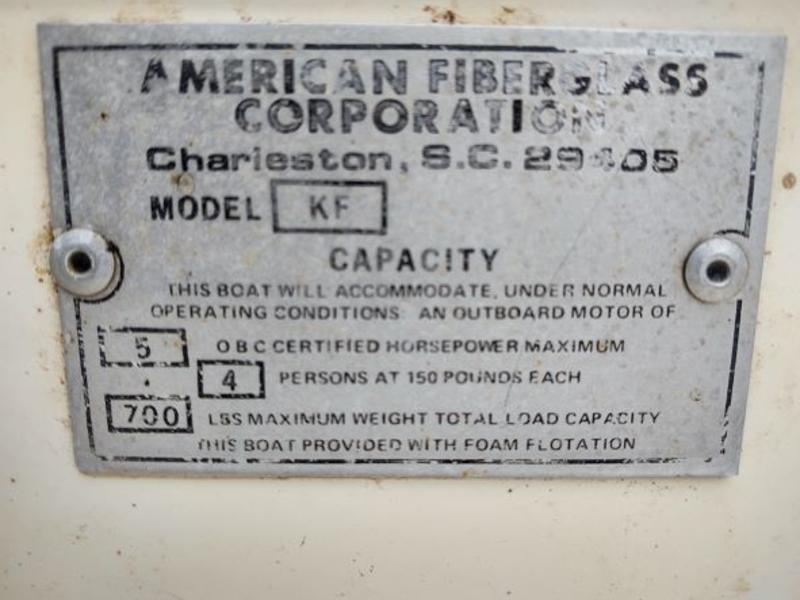 AMERICAN FIBERGLASS
CORPORATION
Charleston, S.C. 29405
MODEL KF
CAPACITY
THIS BOAT WILL ACCOMMODATE, UNDER NORMAL
OPERATING CONDITIONS: AN OUTBOARD MOTOR OF
5 O B C CERTIFIED HORSEPOWER MAXIMUM
4 PERSONS AT 150 POUNDS EACH
700 LBS MAXIMUM WEIGHT TOTAL LOAD CAPACITY
THIS BOAT PROVIDED WITH FOAM FLOTATION